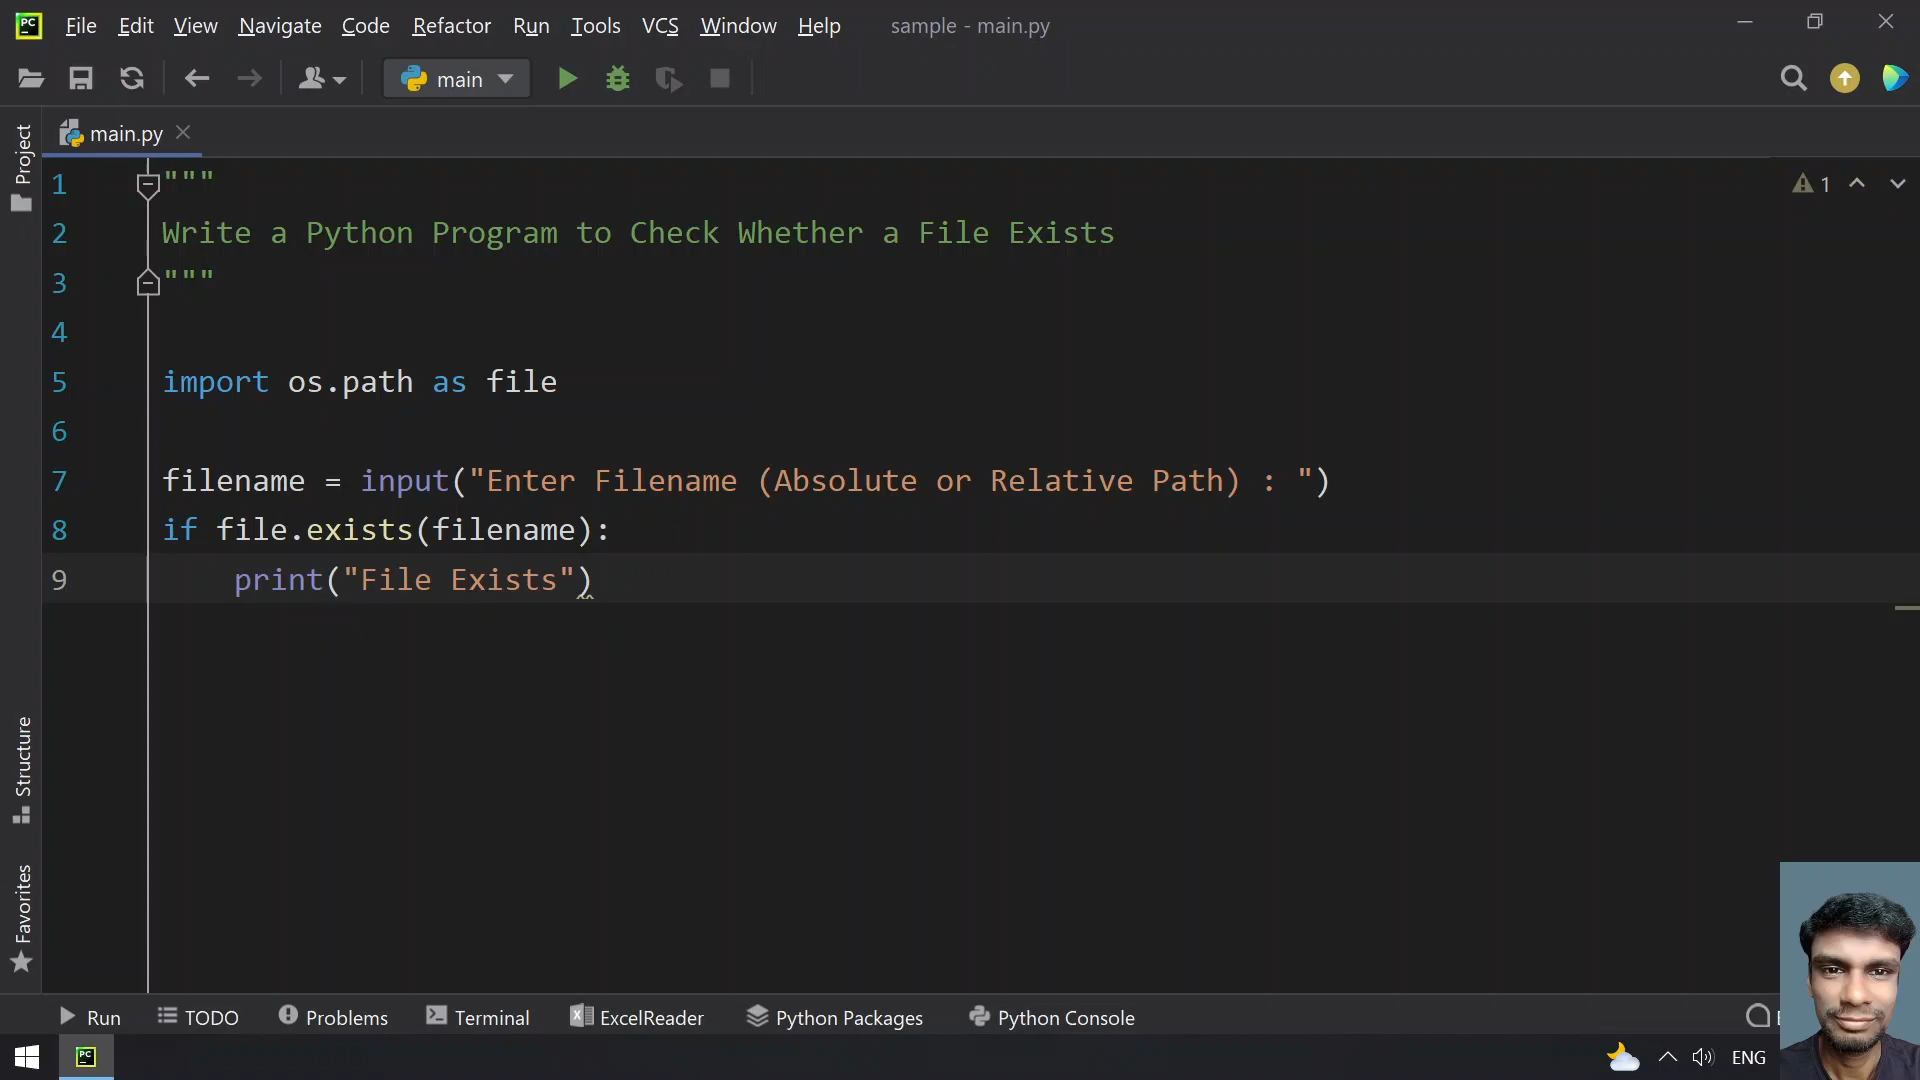 PC File Edit View Navigate Code Refactor Run Tools VCS Window Help sample - main.py
main
main.py
Project
1 """
1
2 Write a Python Program to Check Whether a File Exists
3 """
4
5 import os.path as file
6
7 filename = input("Enter Filename (Absolute or Relative Path) : ")
8 if file.exists(filename):
9     print("File Exists")
Structure
Favorites
Run TODO Problems Terminal ExcelReader Python Packages Python Console
PC ENG